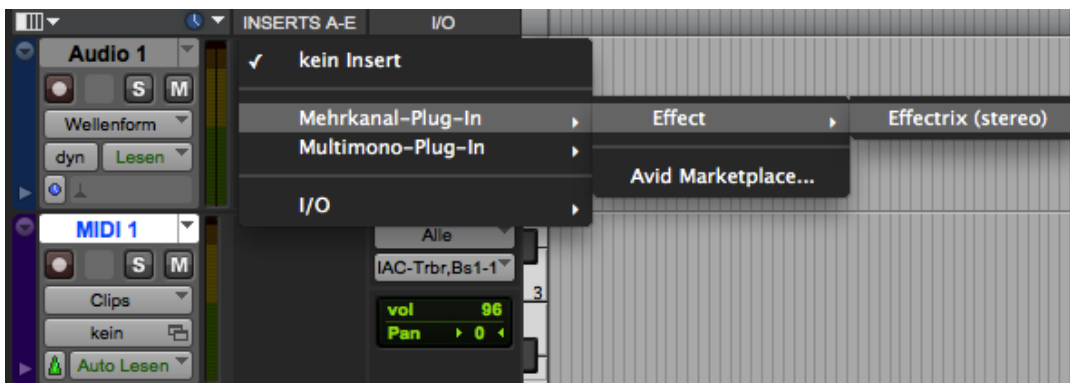 INSERTS A-E I/O
Audio 1
✓ kein Insert
S M
Mehrkanal-Plug-In Effect Effectrix (stereo)
Wellenform
Multimono-Plug-In
dyn Lesen
Avid Marketplace...
I/O
MIDI 1
Alle
S M
IAC-Trbr,Bs1-1
Clips
3
vol 96
kein
Pan 0
Auto Lesen